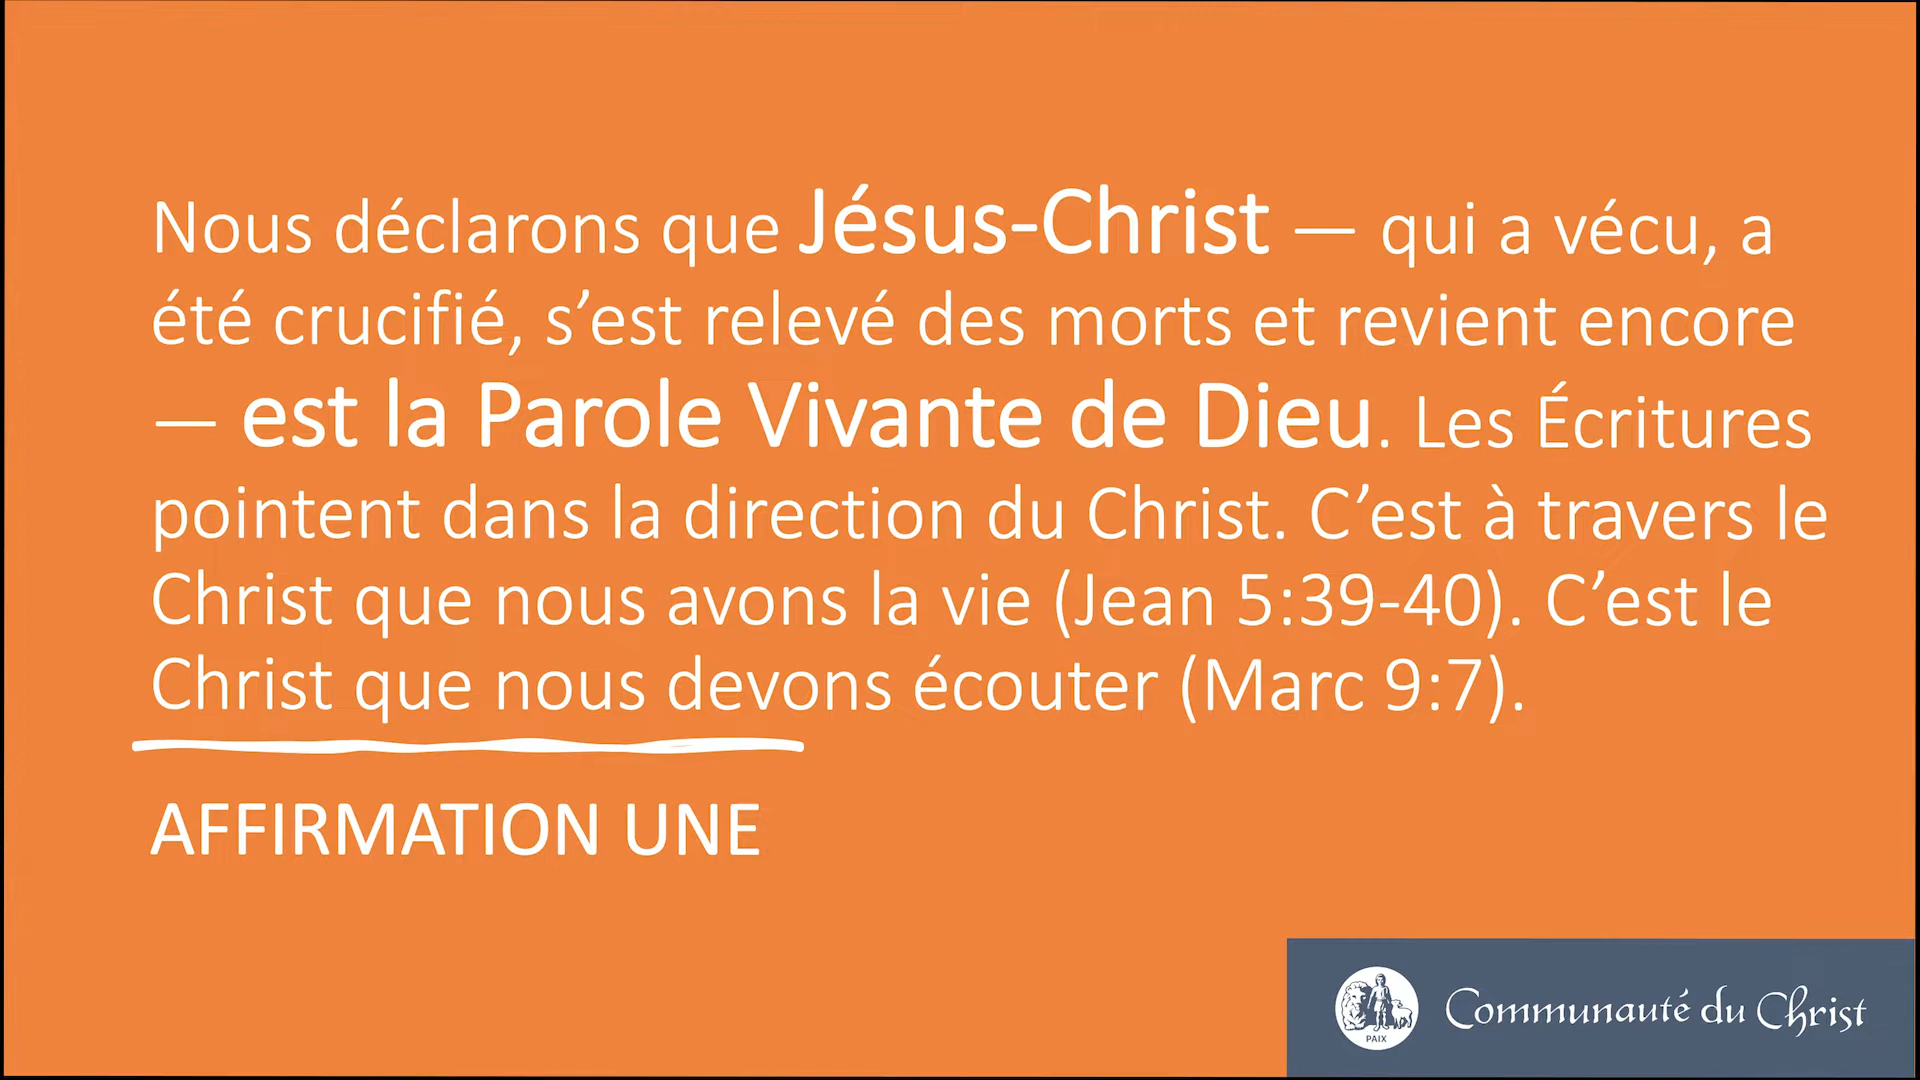 Nous déclarons que Jésus-Christ — qui a vécu, a
été crucifié, s’est relevé des morts et revient encore
— est la Parole Vivante de Dieu. Les Écritures
pointent dans la direction du Christ. C’est à travers le
Christ que nous avons la vie (Jean 5:39-40). C’est le
Christ que nous devons écouter (Marc 9:7).
AFFIRMATION UNE
PAIX
Communauté du Christ